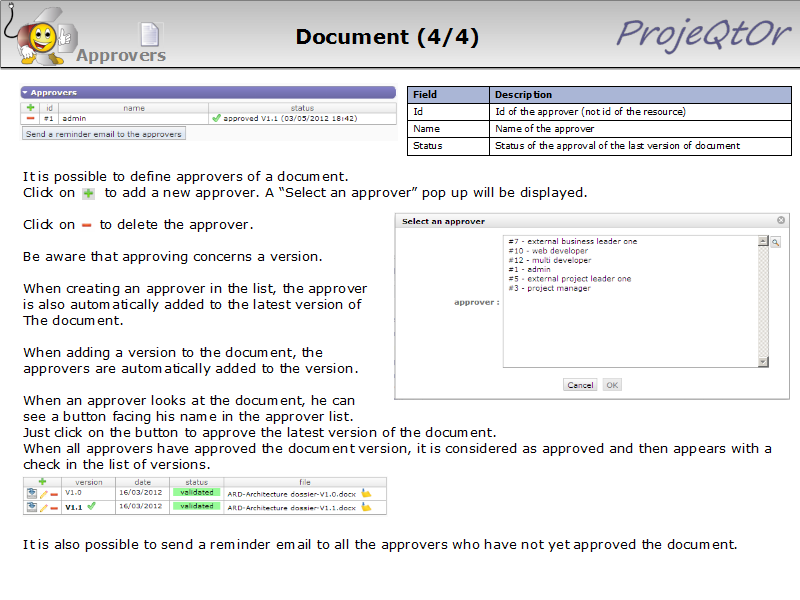 Approvers
Document (4/4)
ProjeQtOr
Approvers
id name status
#1 admin approved V1.1 (03/05/2012 18:42)
Send a reminder email to the approvers
Field Description
Id Id of the approver (not id of the resource)
Name Name of the approver
Status Status of the approval of the last version of document
It is possible to define approvers of a document.
Click on to add a new approver. A “Select an approver” pop up will be displayed.
Click on to delete the approver.
Be aware that approving concerns a version.
When creating an approver in the list, the approver
is also automatically added to the latest version of
The document.
When adding a version to the document, the
approvers are automatically added to the version.
When an approver looks at the document, he can
see a button facing his name in the approver list.
Just click on the button to approve the latest version of the document.
When all approvers have approved the document version, it is considered as approved and then appears with a
check in the list of versions.
Select an approver
#7 - external business leader one
#10 - web developer
#12 - multi developer
#1 - admin
#5 - external project leader one
#3 - project manager
approver :
Cancel OK
version date status file
V1.0 16/03/2012 validated ARD-Architecture dossier-V1.0.docx
V1.1 16/03/2012 validated ARD-Architecture dossier-V1.1.docx
It is also possible to send a reminder email to all the approvers who have not yet approved the document.